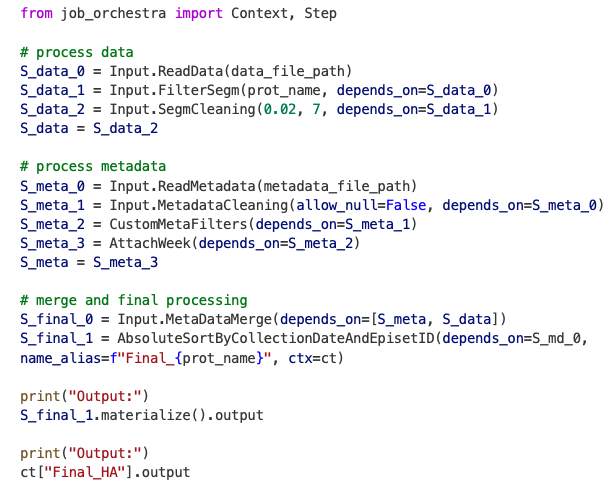 from job_orchestra import Context, Step

# process data
S_data_0 = Input.ReadData(data_file_path)
S_data_1 = Input.FilterSegm(prot_name, depends_on=S_data_0)
S_data_2 = Input.SegmCleaning(0.02, 7, depends_on=S_data_1)
S_data = S_data_2

# process metadata
S_meta_0 = Input.ReadMetadata(metadata_file_path)
S_meta_1 = Input.MetadataCleaning(allow_null=False, depends_on=S_meta_0)
S_meta_2 = CustomMetaFilters(depends_on=S_meta_1)
S_meta_3 = AttachWeek(depends_on=S_meta_2)
S_meta = S_meta_3

# merge and final processing
S_final_0 = Input.MetaDataMerge(depends_on=[S_meta, S_data])
S_final_1 = AbsoluteSortByCollectionDateAndEpisetID(depends_on=S_md_0,
name_alias=f"Final_{prot_name}", ctx=ct)

print("Output:")
S_final_1.materialize().output

print("Output:")
ct["Final_HA"].output